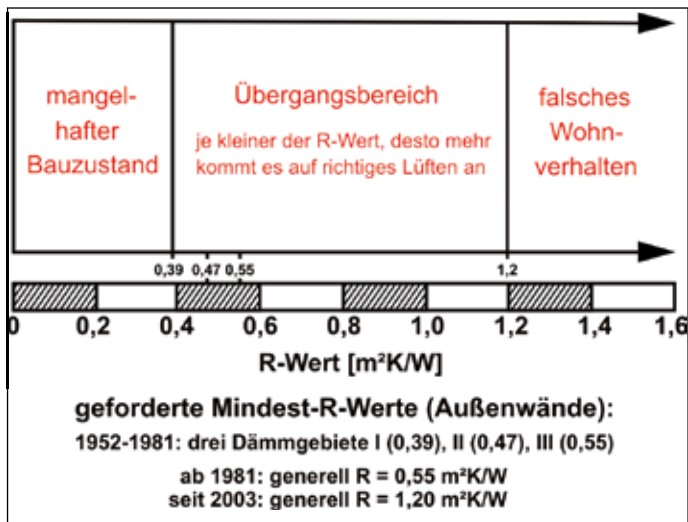 mangel-
hafter
Bauzustand
Übergangsbereich
je kleiner der R-Wert, desto mehr
kommt es auf richtiges Lüften an
falsches
Wohn-
verhalten
0,39 0,47 0,55 1,2
0 0,2 0,4 0,6 0,8 1,0 1,2 1,4 1,6
R-Wert [m²K/W]
geforderte Mindest-R-Werte (Außenwände):
1952-1981: drei Dämmgebiete I (0,39), II (0,47), III (0,55)
ab 1981: generell R = 0,55 m²K/W
seit 2003: generell R = 1,20 m²K/W